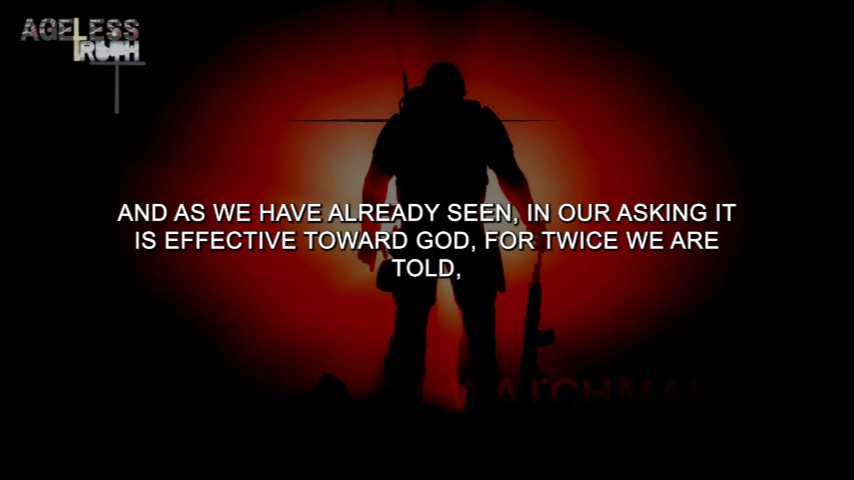 AGELESS
TRUTH
AND AS WE HAVE ALREADY SEEN, IN OUR ASKING IT
IS EFFECTIVE TOWARD GOD, FOR TWICE WE ARE
TOLD,
WATCHMAN